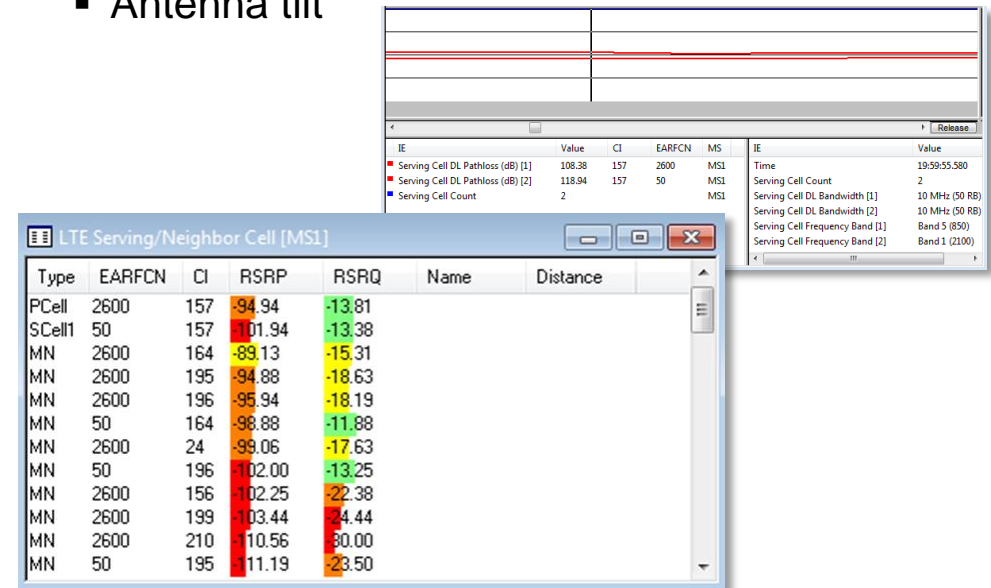 ▪ Antenna tilt
Release
IE Value CI EARFCN MS
Serving Cell DL Pathloss (dB) [1] 108.38 157 2600 MS1
Serving Cell DL Pathloss (dB) [2] 118.94 157 50 MS1
Serving Cell Count 2 MS1
IE Value
Time 19:59:55.580
Serving Cell Count 2
Serving Cell DL Bandwidth [1] 10 MHz (50 RB)
Serving Cell DL Bandwidth [2] 10 MHz (50 RB)
Serving Cell Frequency Band [1] Band 5 (850)
Serving Cell Frequency Band [2] Band 1 (2100)
LTE Serving/Neighbor Cell [MS1]
Type EARFCN CI RSRP RSRQ Name Distance
PCell 2600 157 -94.94 -13.81
SCell1 50 157 -101.94 -13.38
MN 2600 164 -89.13 -15.31
MN 2600 195 -94.88 -18.63
MN 2600 196 -95.94 -18.19
MN 50 164 -98.88 -11.88
MN 2600 24 -99.06 -17.63
MN 50 196 -102.00 -13.25
MN 2600 156 -102.25 -22.38
MN 2600 199 -103.44 -24.44
MN 2600 210 -110.56 -30.00
MN 50 195 -111.19 -23.50